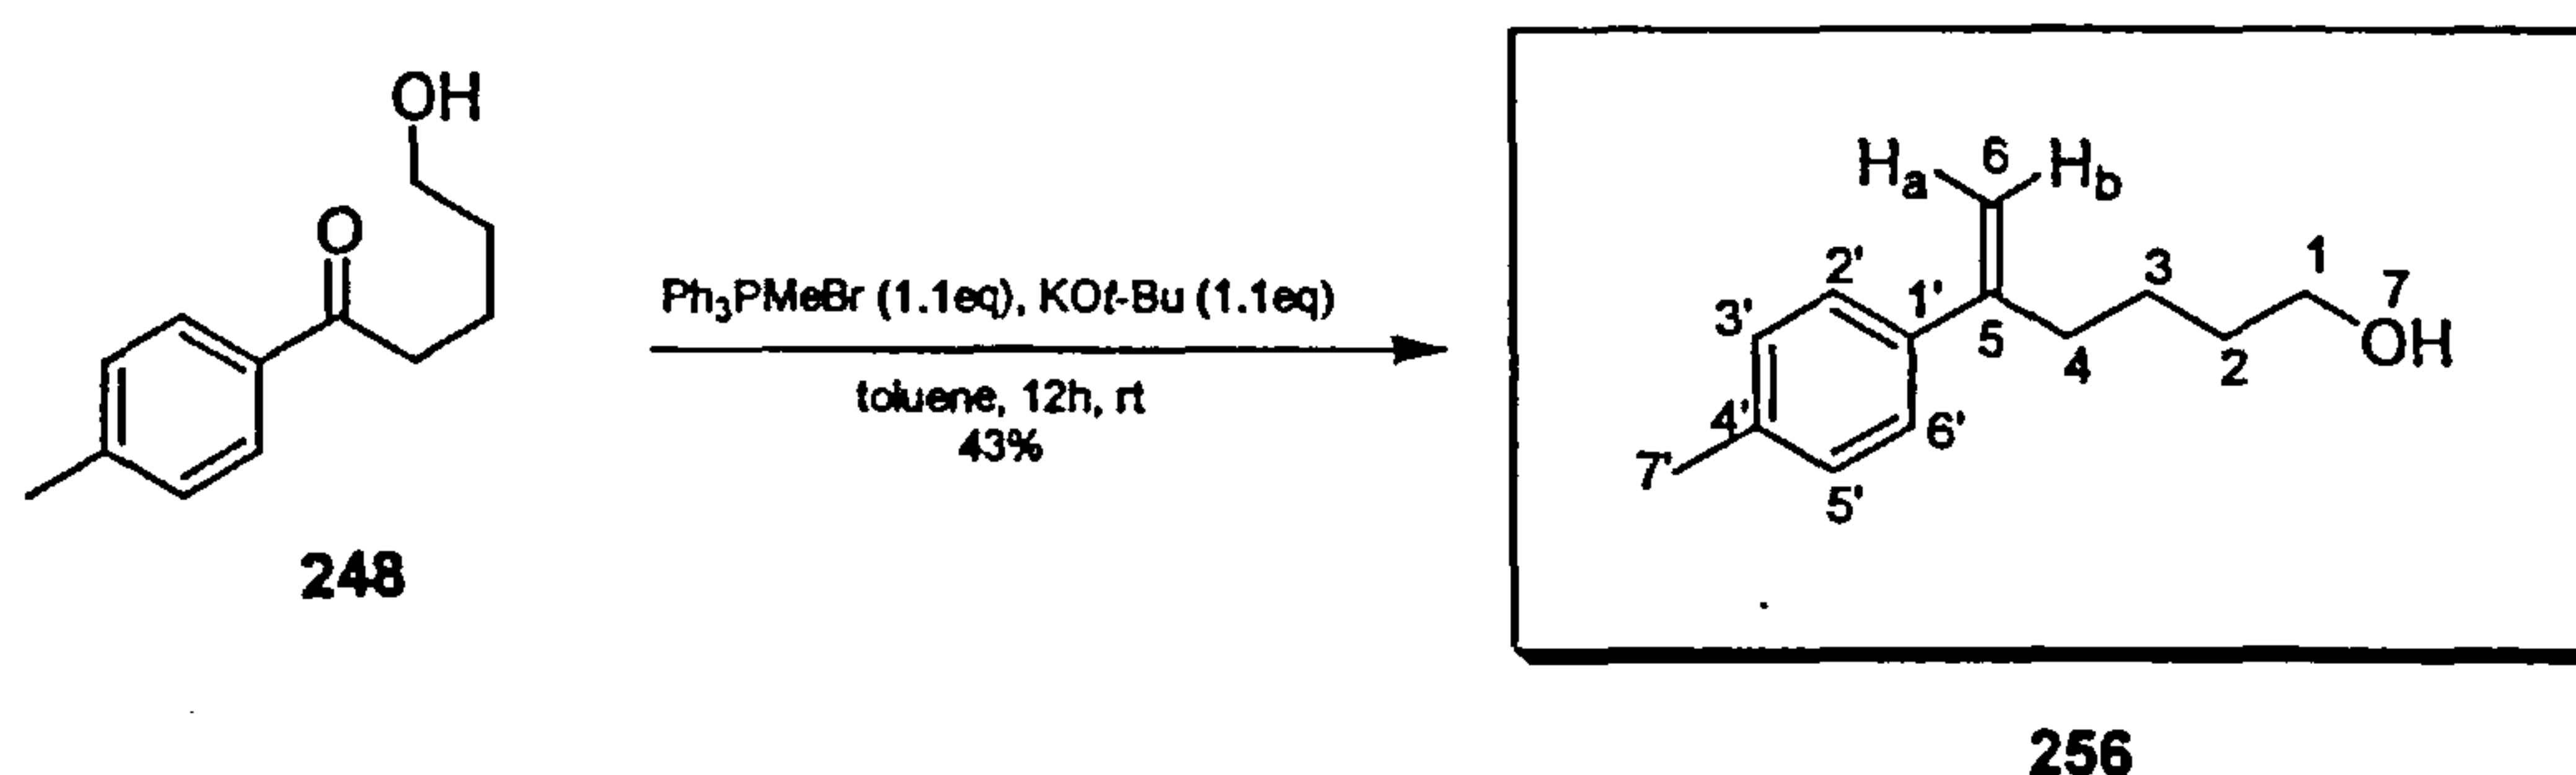 OH
O
248
Ph₃PMeBr (1.1eq), KOt-Bu (1.1eq)
toluene, 12h, rt
43%
Hₐ 6 H_b
2' 3 1
3' 1' 7
5 4 2 OH
4' 6'
7' 5'
256